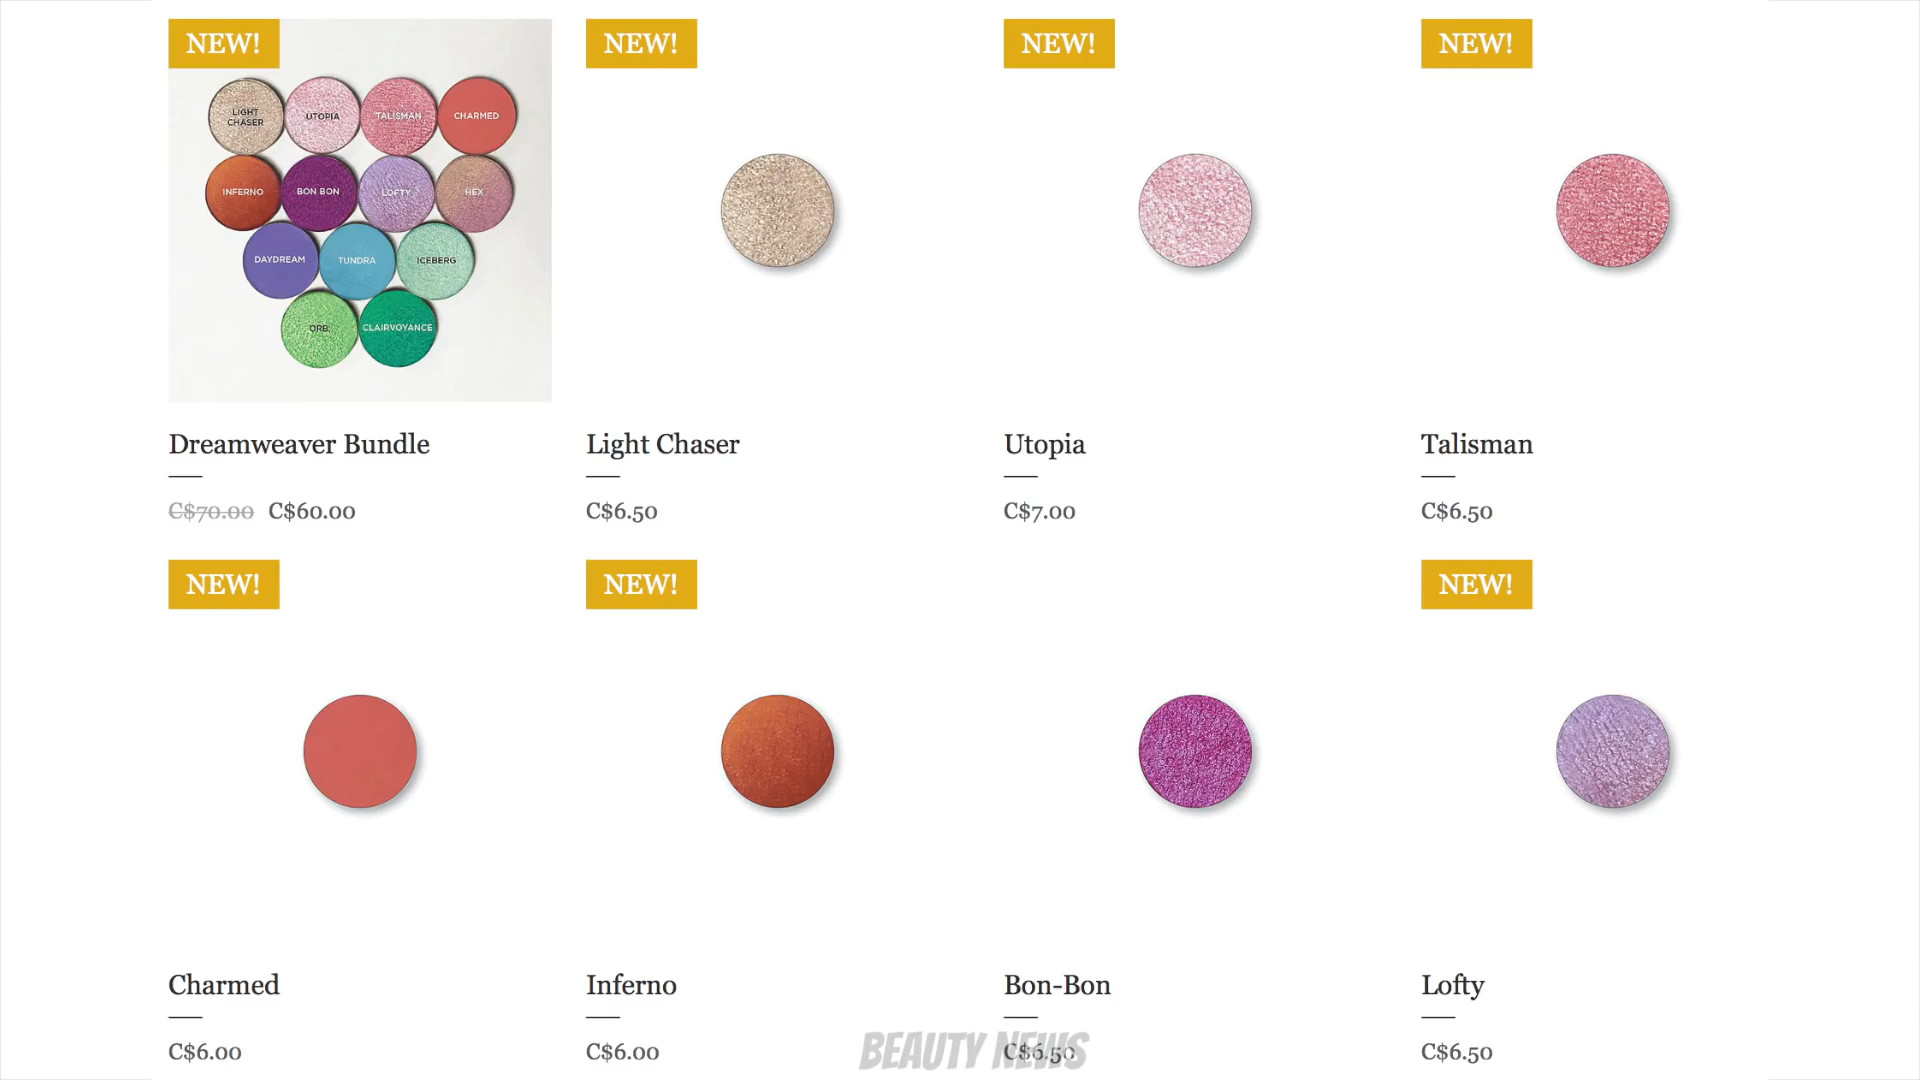 NEW!
NEW!
NEW!
NEW!
LIGHT
CHASER
UTOPIA
TALISMAN
CHARMED
INFERNO
BON BON
LOFTY
HEX
DAYDREAM
TUNDRA
ICEBERG
ORB
CLAIRVOYANCE
Dreamweaver Bundle
C$70.00 C$60.00
Light Chaser
C$6.50
Utopia
C$7.00
Talisman
C$6.50
NEW!
NEW!
NEW!
Charmed
C$6.00
Inferno
C$6.00
Bon-Bon
C$6.50
Lofty
C$6.50
BEAUTY NEWS